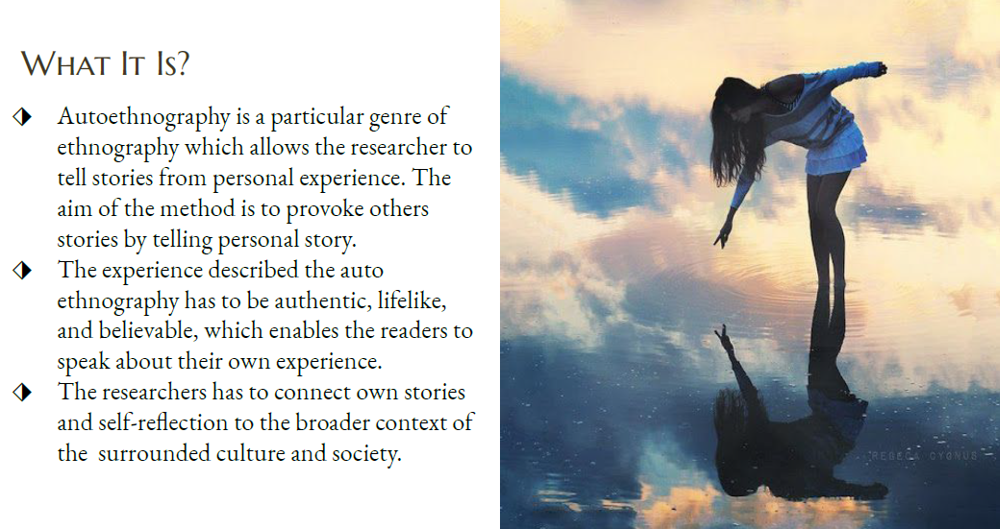 What It Is?
Autoethnography is a particular genre of
ethnography which allows the researcher to
tell stories from personal experience. The
aim of the method is to provoke others
stories by telling personal story.
The experience described the auto
ethnography has to be authentic, lifelike,
and believable, which enables the readers to
speak about their own experience.
The researchers has to connect own stories
and self-reflection to the broader context of
the  surrounded culture and society.
REBECA CYGNUS